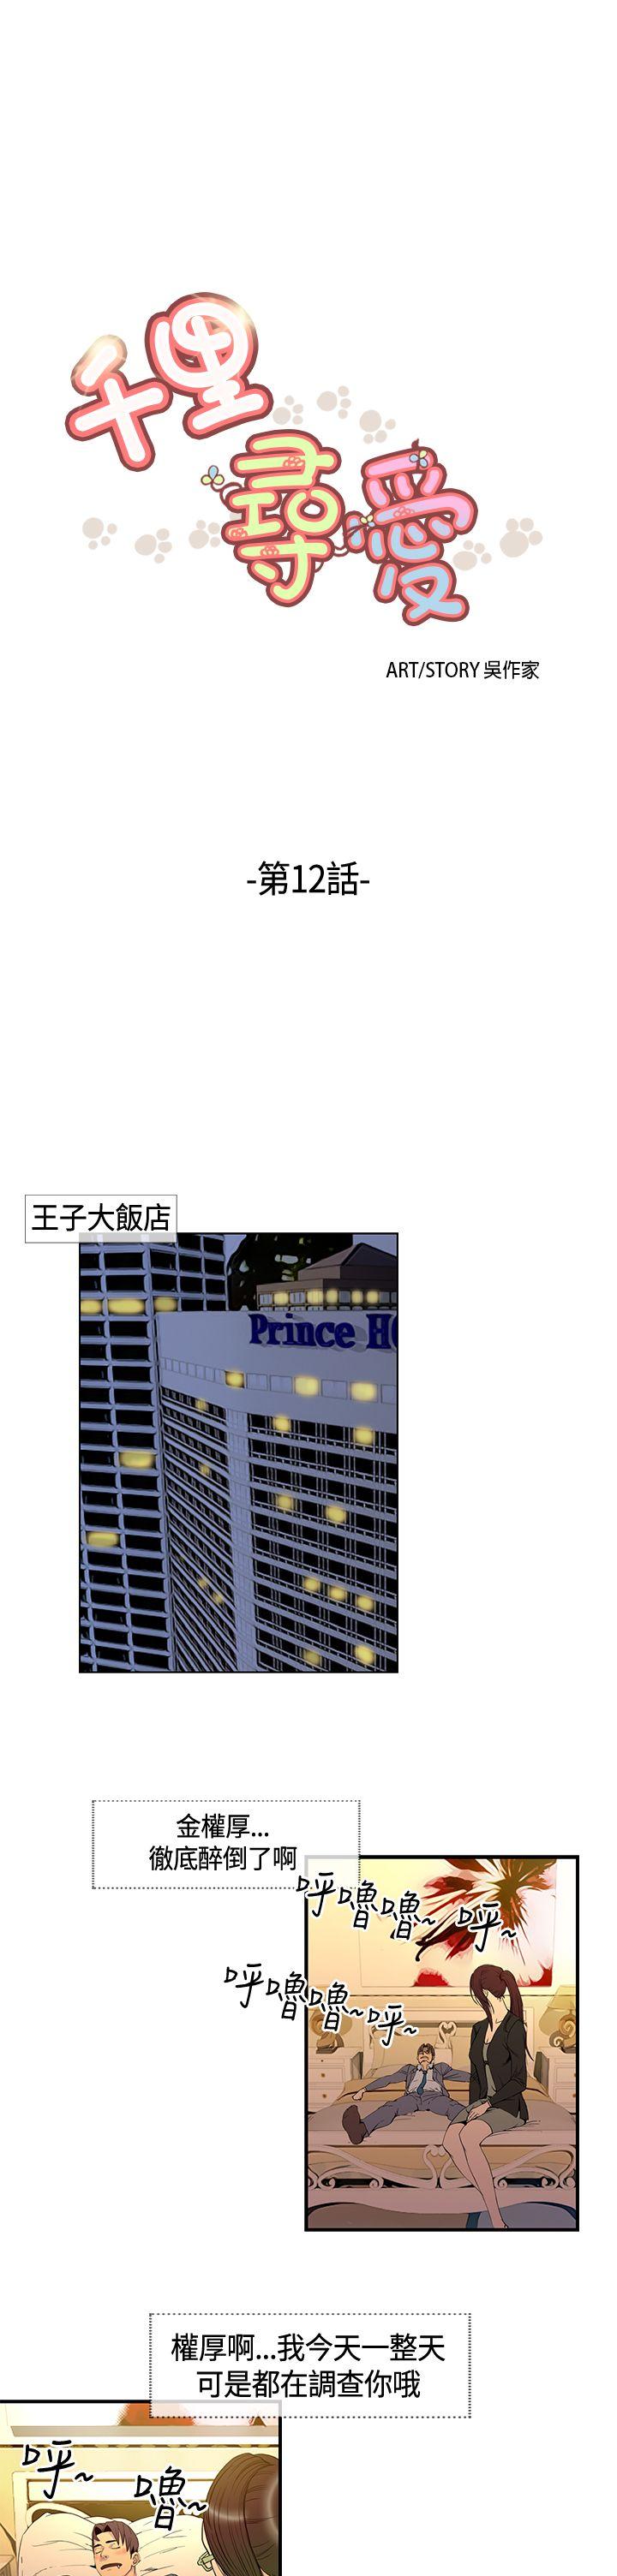 千里
尋愛
ART/STORY 吳作家
-第12話-
王子大飯店
Prince H
金權厚...
徹底醉倒了啊
呼嚕嚕~ 呼~
呼嚕嚕~呼~
權厚啊...我今天一整天
可是都在調查你哦
呼~ 嚕~